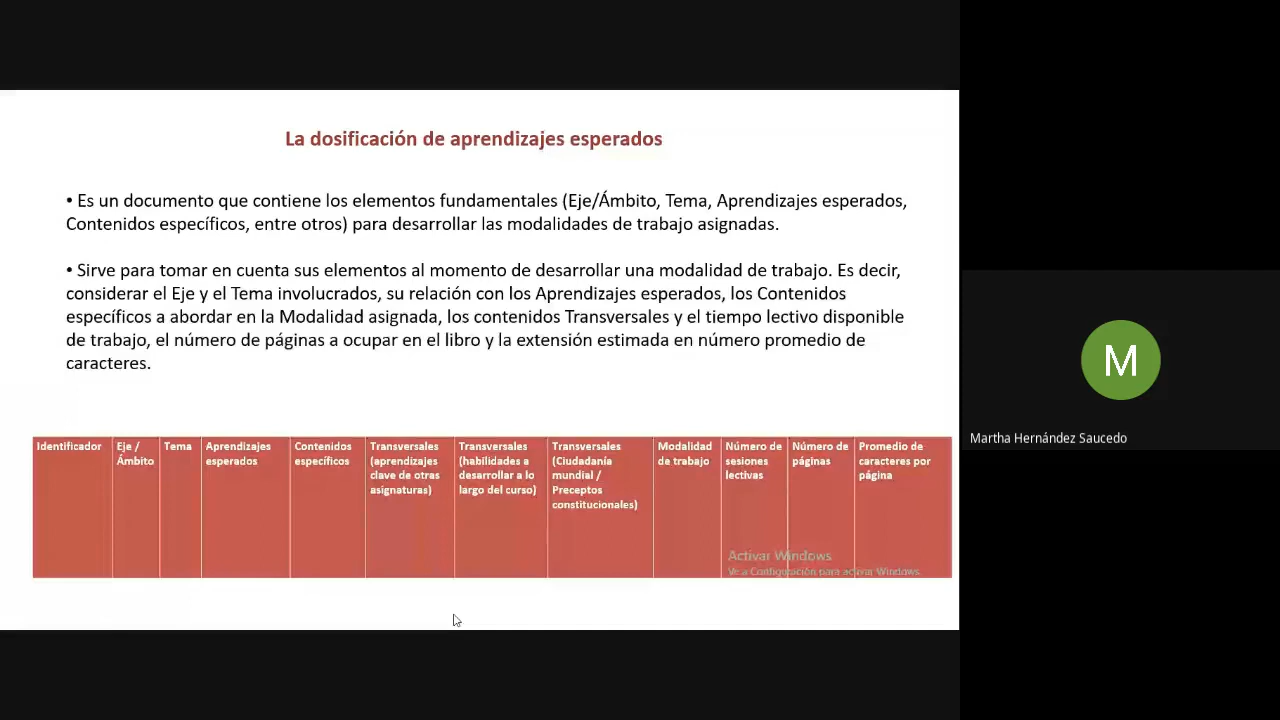 La dosificación de aprendizajes esperados
• Es un documento que contiene los elementos fundamentales (Eje/Ámbito, Tema, Aprendizajes esperados,
Contenidos específicos, entre otros) para desarrollar las modalidades de trabajo asignadas.
• Sirve para tomar en cuenta sus elementos al momento de desarrollar una modalidad de trabajo. Es decir,
considerar el Eje y el Tema involucrados, su relación con los Aprendizajes esperados, los Contenidos
específicos a abordar en la Modalidad asignada, los contenidos Transversales y el tiempo lectivo disponible
de trabajo, el número de páginas a ocupar en el libro y la extensión estimada en número promedio de
caracteres.
Identificador
Eje /
Ámbito
Tema
Aprendizajes
esperados
Contenidos
específicos
Transversales
(aprendizajes
clave de otras
asignaturas)
Transversales
(habilidades a
desarrollar a lo
largo del curso)
Transversales
(Ciudadanía
mundial /
Preceptos
constitucionales)
Modalidad
de trabajo
Número de
sesiones
lectivas
Número de
páginas
Promedio de
caracteres por
página
Activar Windows
Ve a Configuración para activar Windows.
M
Martha Hernández Saucedo